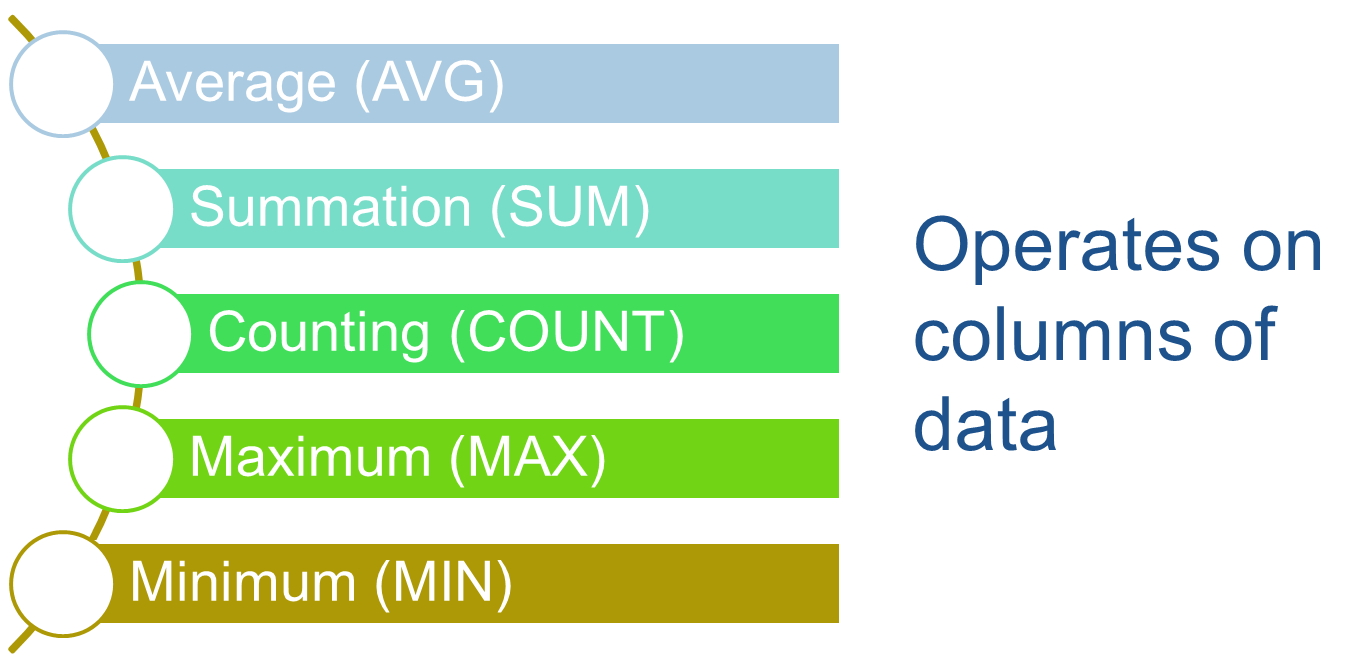 Average (AVG)
Summation (SUM)
Counting (COUNT)
Maximum (MAX)
Minimum (MIN)
Operates on
columns of
data